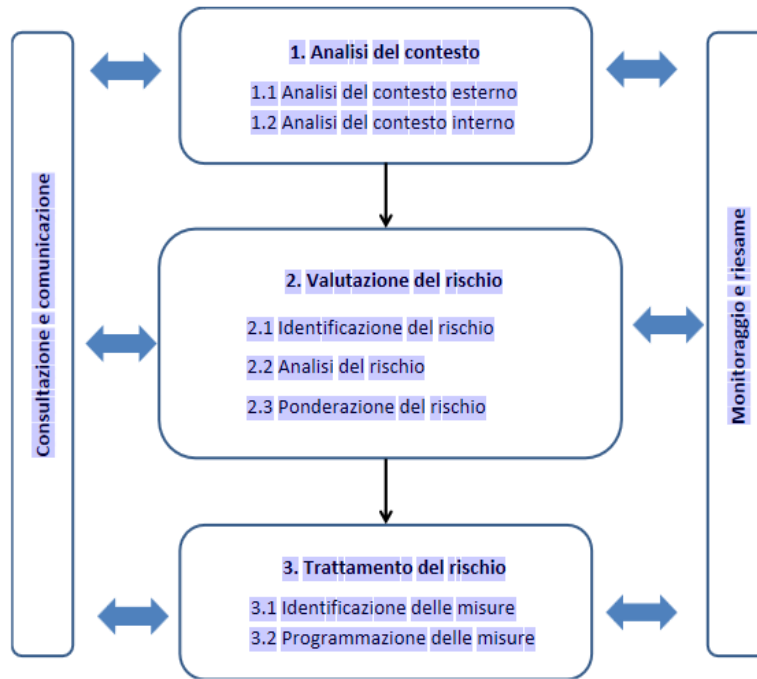 1. Analisi del contesto
1.1 Analisi del contesto esterno
1.2 Analisi del contesto interno
Consultazione e comunicazione
2. Valutazione del rischio
2.1 Identificazione del rischio
2.2 Analisi del rischio
2.3 Ponderazione del rischio
Monitoraggio e riesame
3. Trattamento del rischio
3.1 Identificazione delle misure
3.2 Programmazione delle misure